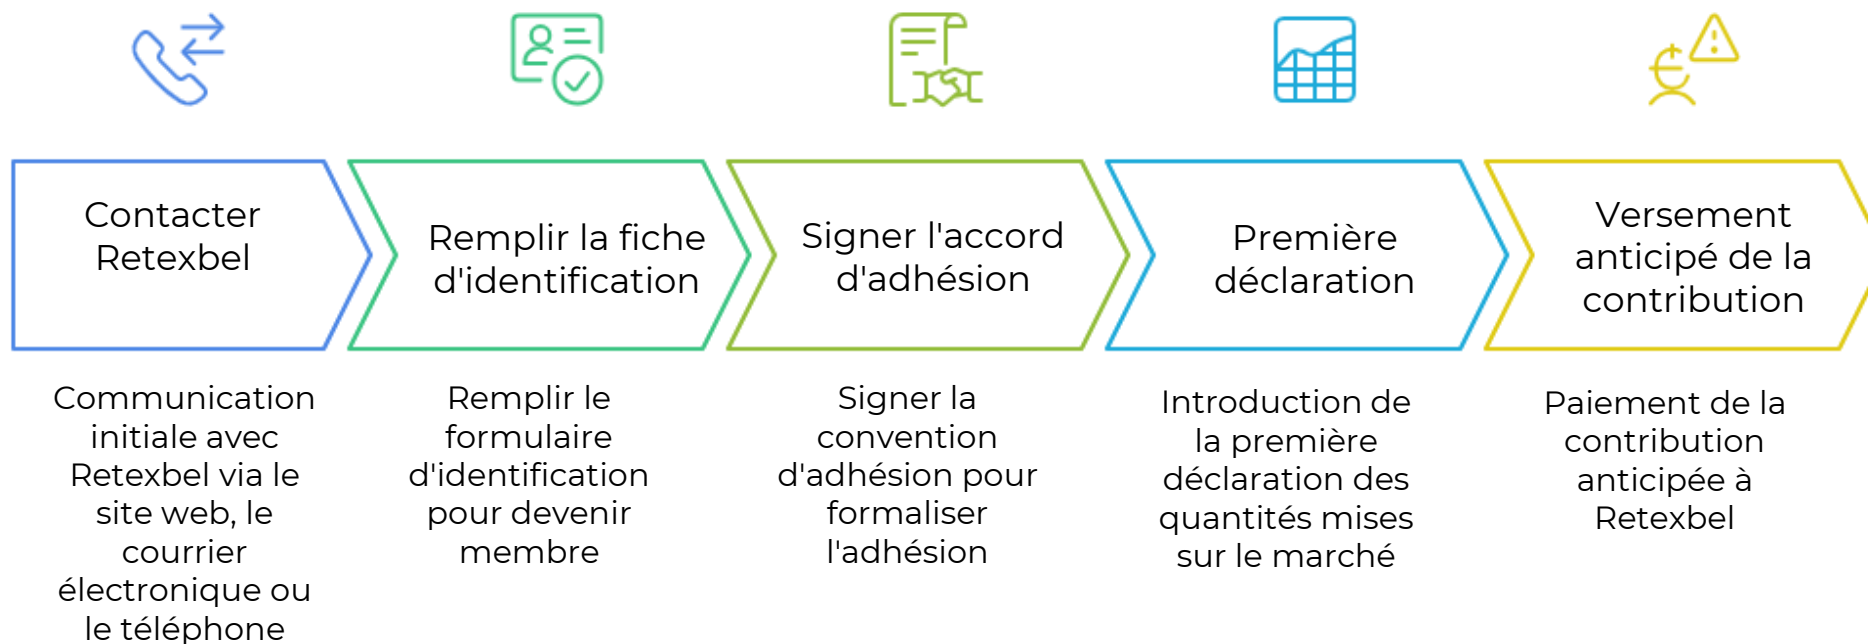 Contacter
Retexbel
Remplir la fiche
d'identification
Signer l'accord
d'adhésion
Première
déclaration
Versement
anticipé de la
contribution
Communication
initiale avec
Retexbel via le
site web, le
courrier
électronique ou
le téléphone
Remplir le
formulaire
d'identification
pour devenir
membre
Signer la
convention
d'adhésion pour
formaliser
l'adhésion
Introduction de
la première
déclaration des
quantités mises
sur le marché
Paiement de la
contribution
anticipée à
Retexbel